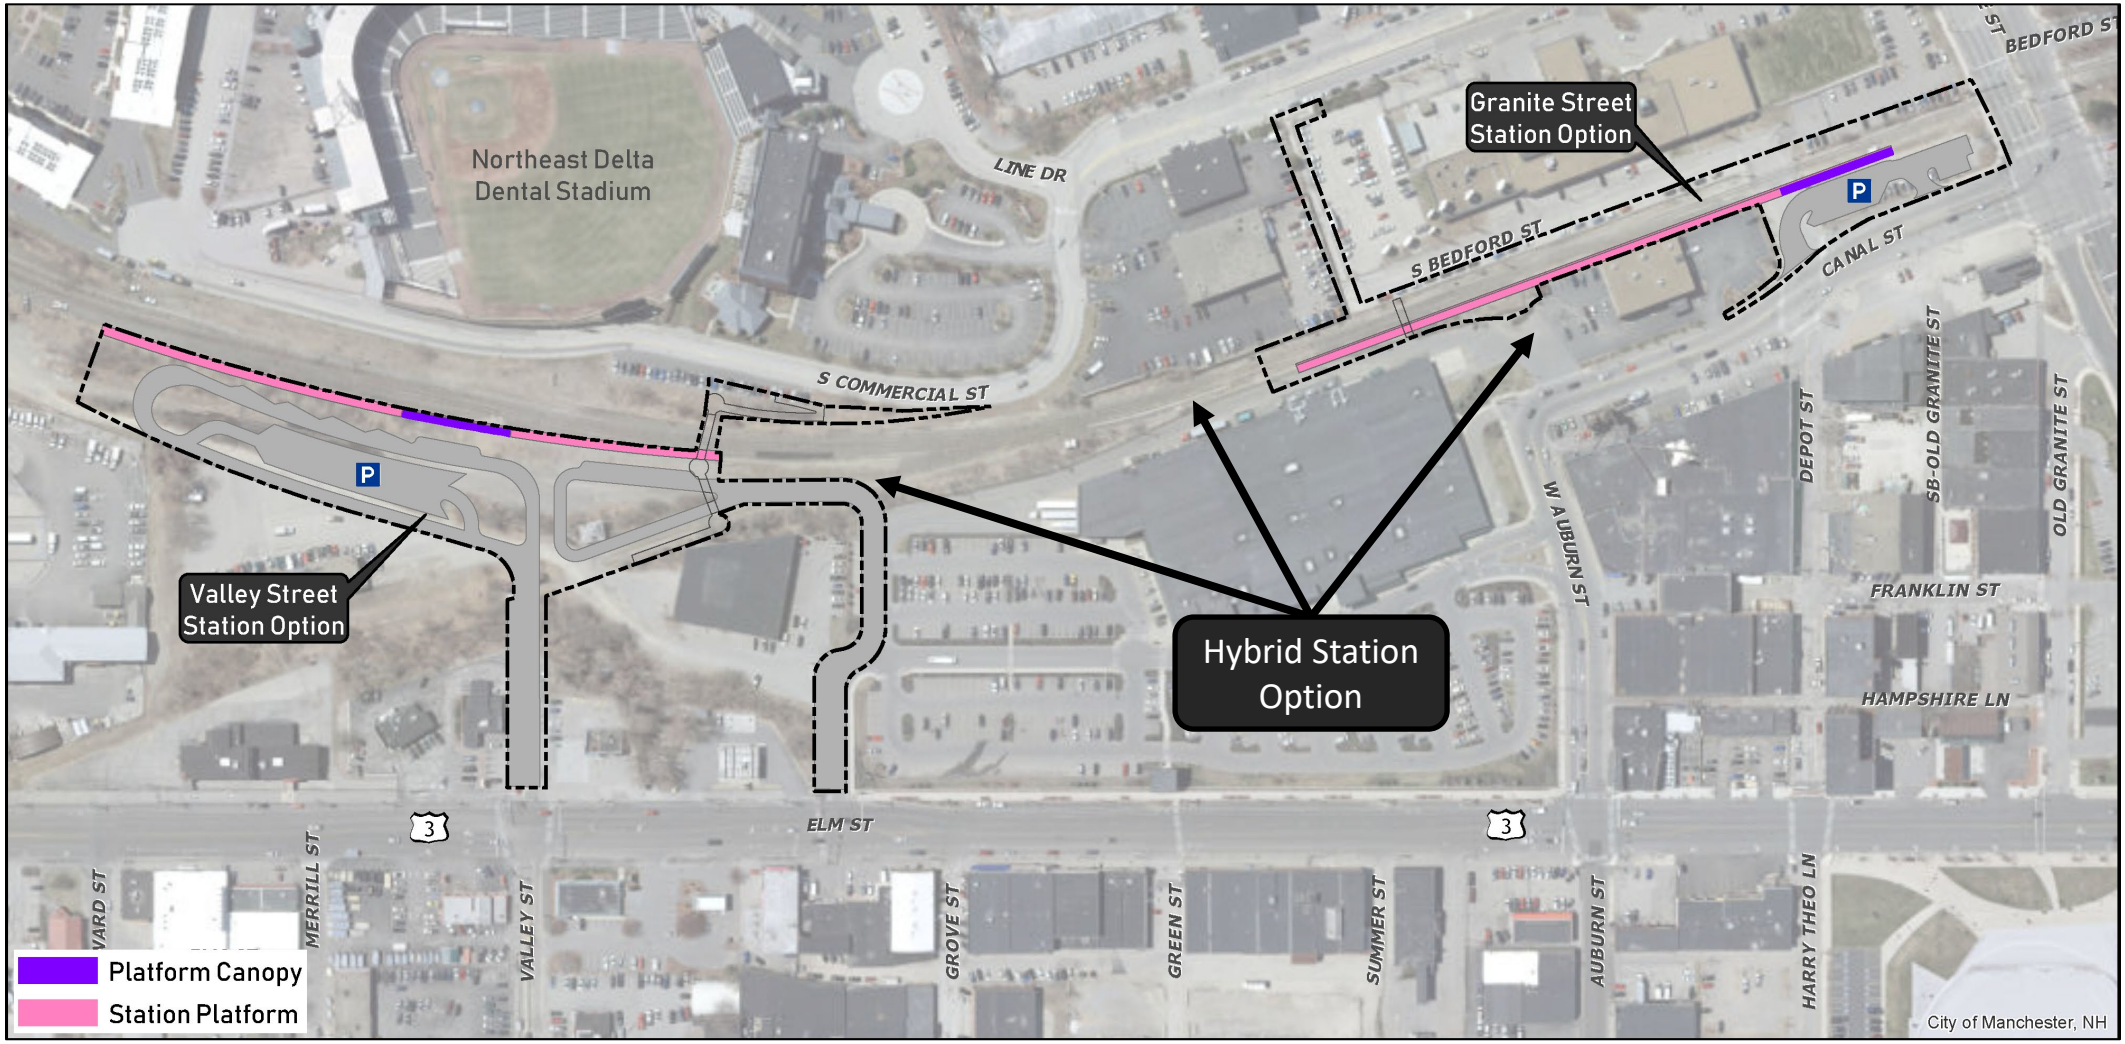 BEDFORD ST
Granite Street
Station Option
Northeast Delta
Dental Stadium
LINE DR
P
S BEDFORD ST
CANAL ST
S COMMERCIAL ST
DEPOT ST
SB-OLD GRANITE ST
OLD GRANITE ST
P
W AUBURN ST
Valley Street
Station Option
FRANKLIN ST
Hybrid Station
Option
HAMPSHIRE LN
3
ELM ST
3
MERRILL ST
VALLEY ST
GROVE ST
GREEN ST
SUMMER ST
AUBURN ST
HARRY THEO LN
Platform Canopy
Station Platform
City of Manchester, NH